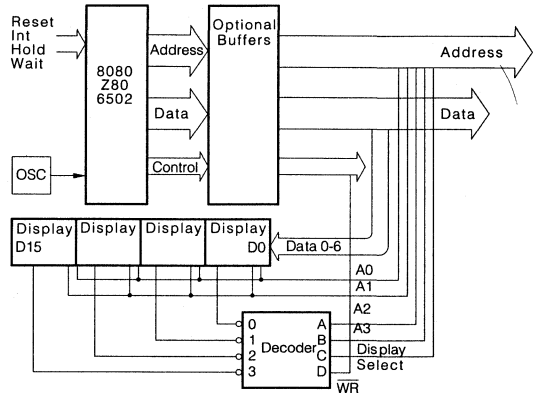 Reset
Int
Hold
Wait
8080
Z80
6502
OSC
Address
Data
Control
Optional
Buffers
Address
Data
Display
D15
Display
Display
Display
D0
Data 0-6
A0
A1
A2
A3
0
1
2
3
Decoder
A
B
C
D
Display
Select
WR